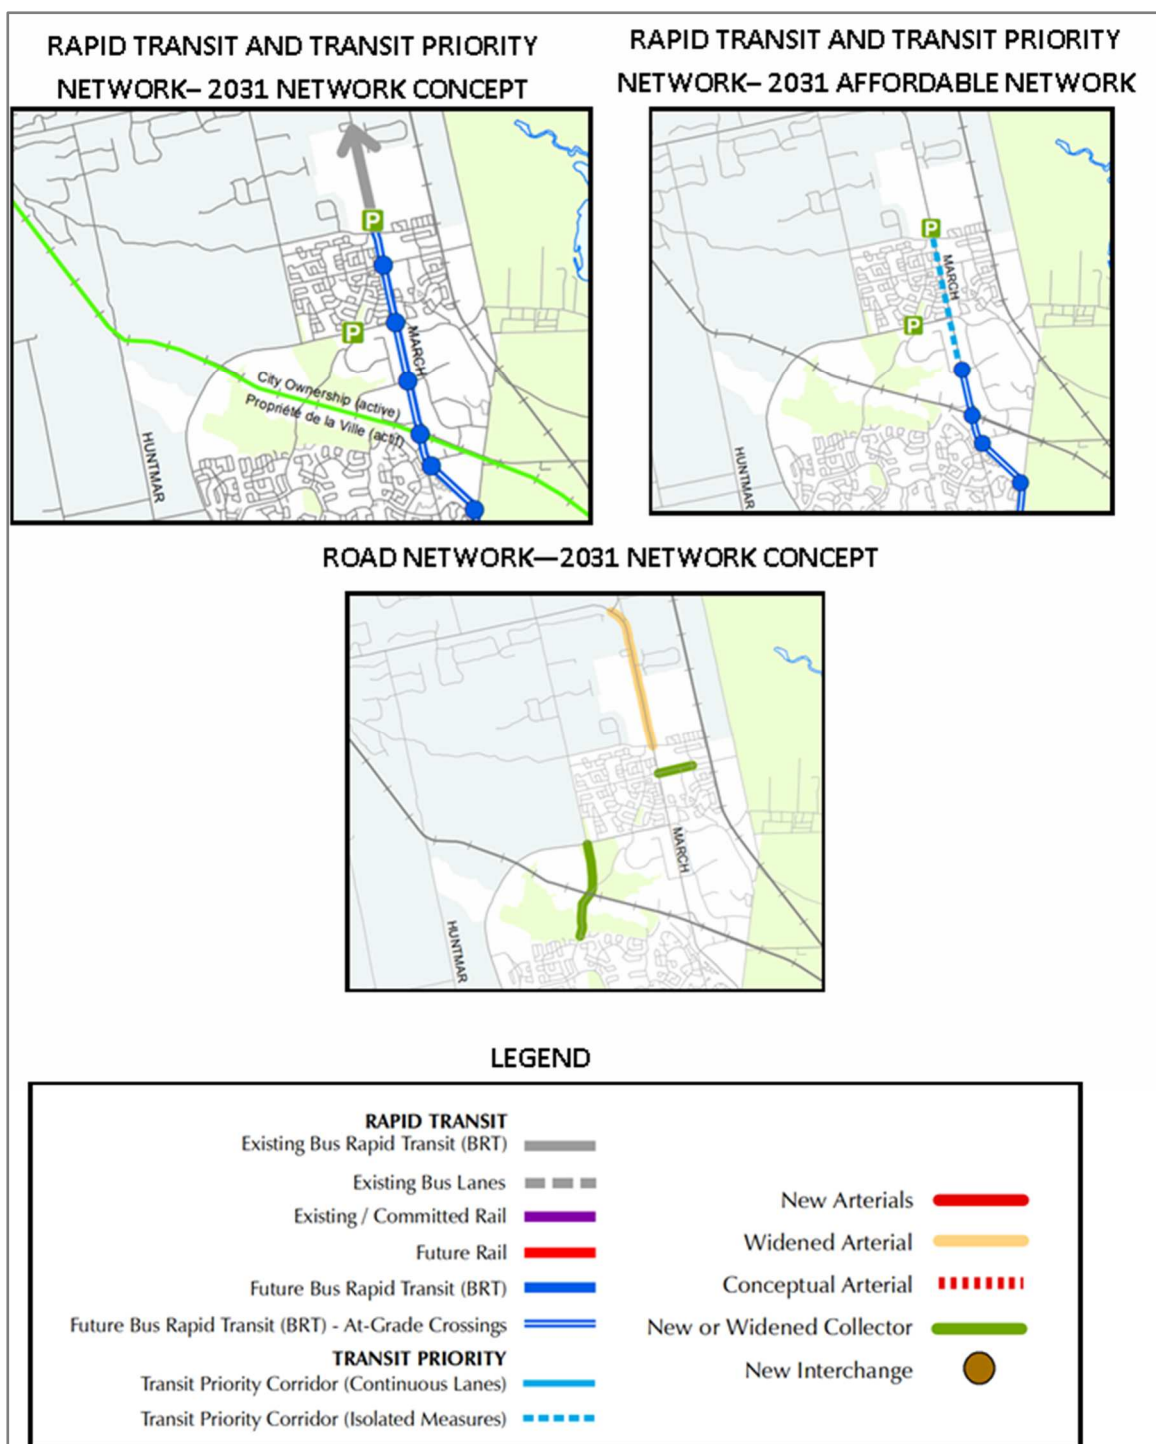 RAPID TRANSIT AND TRANSIT PRIORITY
NETWORK– 2031 NETWORK CONCEPT
P
P
MARCH
City Ownership (active)
Propriété de la Ville (actif)
HUNTMAR
RAPID TRANSIT AND TRANSIT PRIORITY
NETWORK– 2031 AFFORDABLE NETWORK
P
MARCH
P
HUNTMAR
ROAD NETWORK—2031 NETWORK CONCEPT
MARCH
HUNTMAR
LEGEND
RAPID TRANSIT
Existing Bus Rapid Transit (BRT)
Existing Bus Lanes
Existing / Committed Rail
Future Rail
Future Bus Rapid Transit (BRT)
Future Bus Rapid Transit (BRT) - At-Grade Crossings
TRANSIT PRIORITY
Transit Priority Corridor (Continuous Lanes)
Transit Priority Corridor (Isolated Measures)
New Arterials
Widened Arterial
Conceptual Arterial
New or Widened Collector
New Interchange